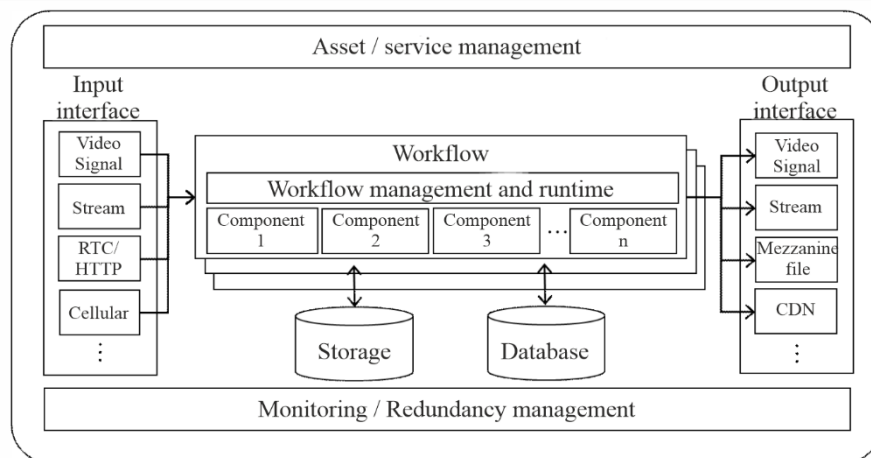 Asset / service management
Input
interface
Video
Signal
Stream
RTC/
HTTP
Cellular
⋮
Workflow
Workflow management and runtime
Component
1
Component
2
Component
3
...
Component
n
Storage
Database
Output
interface
Video
Signal
Stream
Mezzanine
file
CDN
⋮
Monitoring / Redundancy management